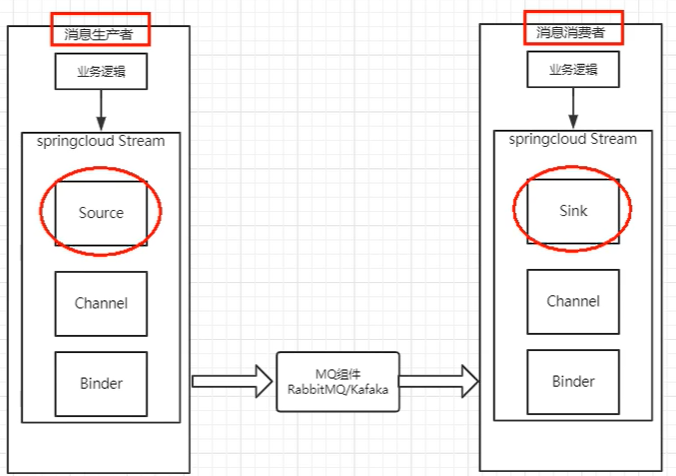 消息生产者
业务逻辑
springcloud Stream
Source
Channel
Binder
MQ组件
RabbitMQ/Kafaka
消息消费者
业务逻辑
springcloud Stream
Sink
Channel
Binder